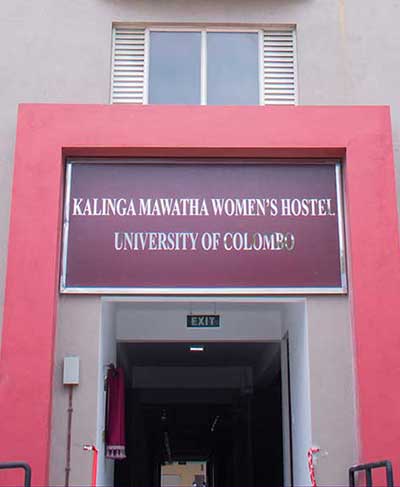 KALINGA MAWATHA WOMEN'S HOSTEL
UNIVERSITY OF COLOMBO
EXIT